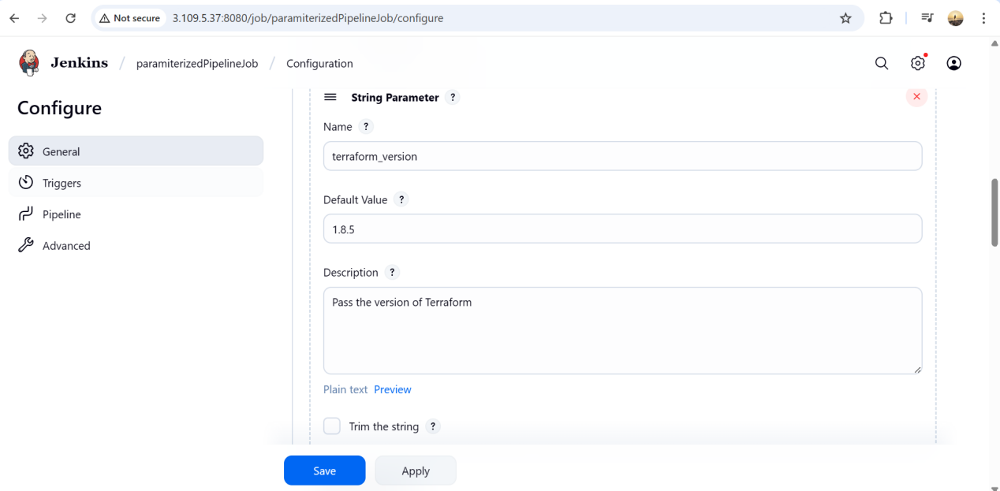 Not secure 3.109.5.37:8080/job/paramiterizedPipelineJob/configure
Jenkins / paramiterizedPipelineJob / Configuration
Configure
General
Triggers
Pipeline
Advanced
String Parameter ?
Name ?
terraform_version
Default Value ?
1.8.5
Description ?
Pass the version of Terraform
Plain text Preview
Trim the string ?
Save Apply